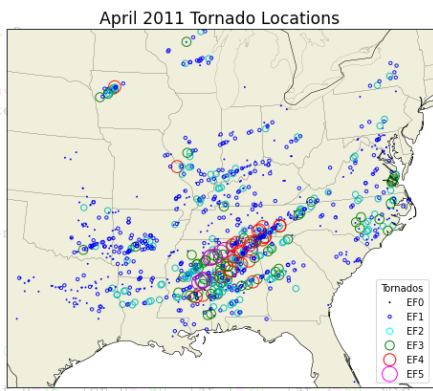 April 2011 Tornado Locations
Tornados
EF0
EF1
EF2
EF3
EF4
EF5